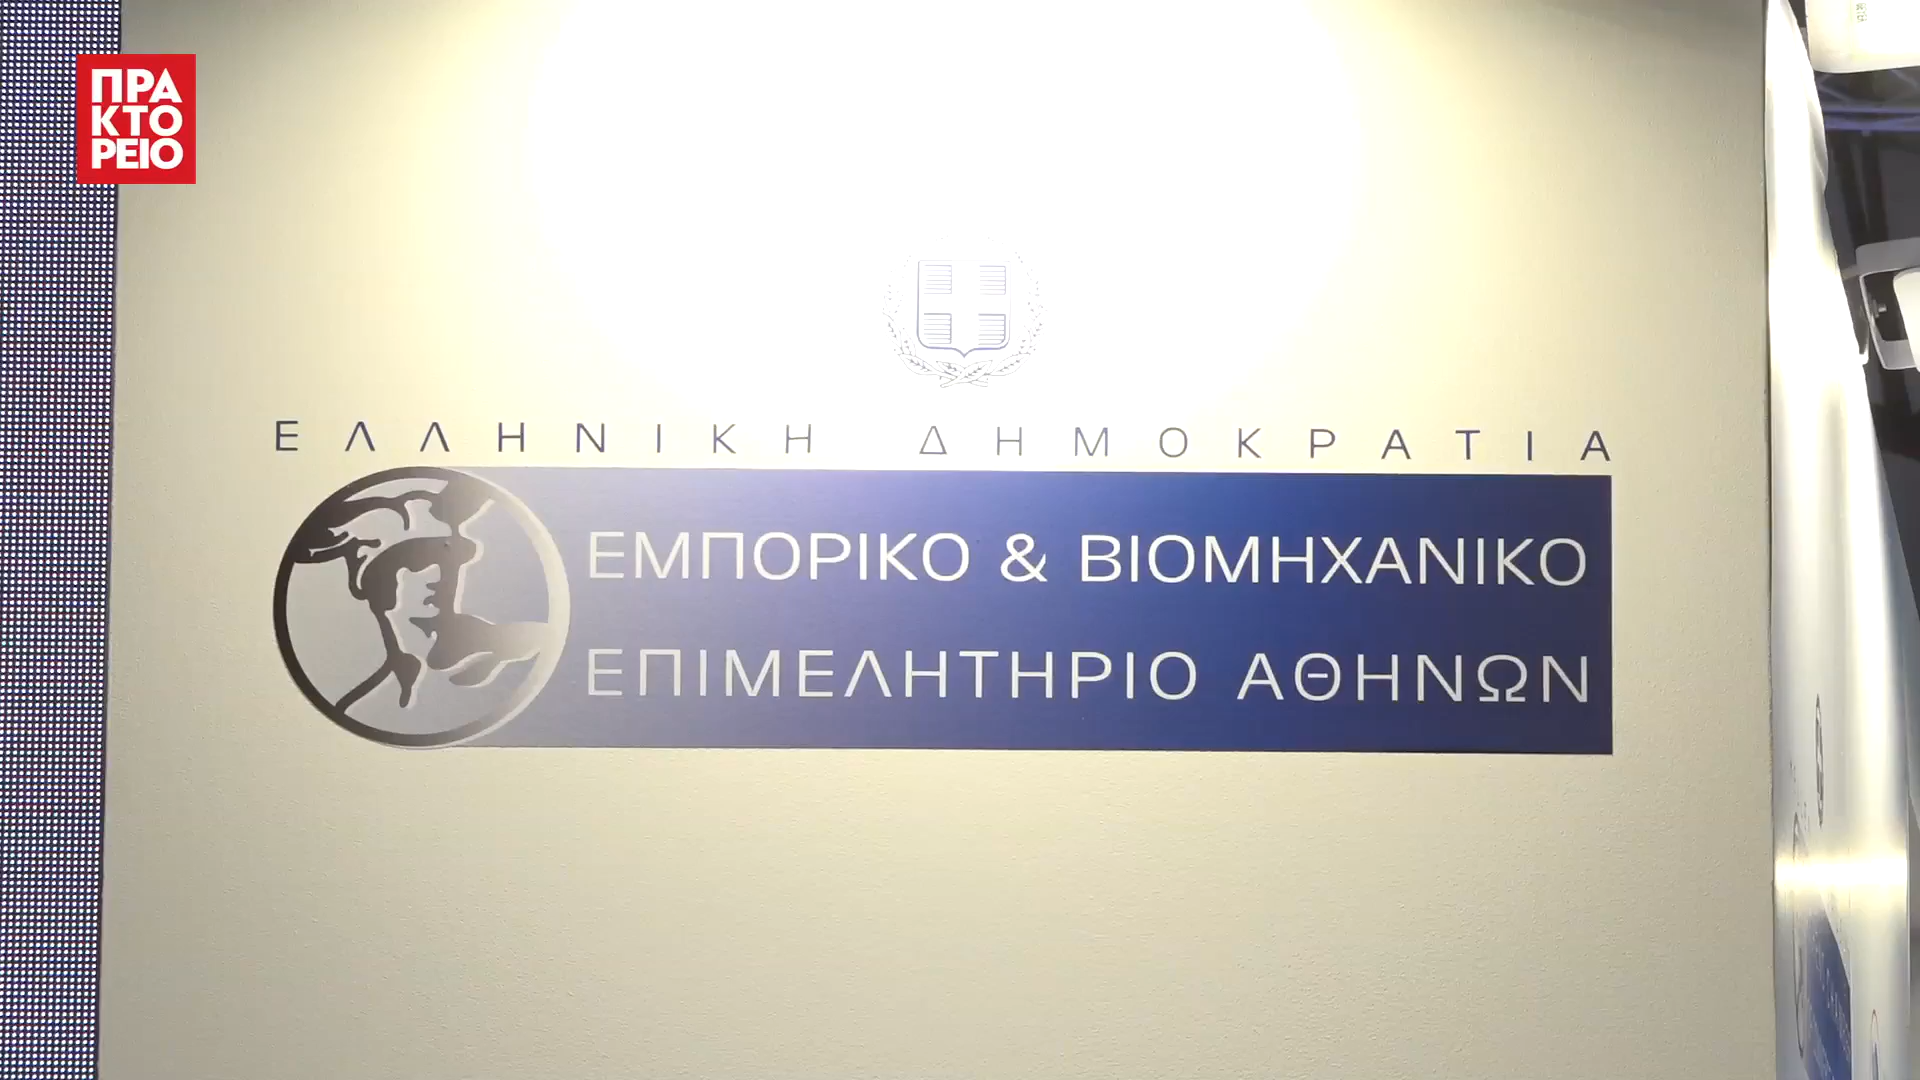 ΠΡΑ
ΚΤΟ
ΡΕΙΟ
ΕΛΛΗΝΙΚΗ ΔΗΜΟΚΡΑΤΙΑ
ΕΜΠΟΡΙΚΟ & ΒΙΟΜΗΧΑΝΙΚΟ
ΕΠΙΜΕΛΗΤΗΡΙΟ ΑΘΗΝΩΝ